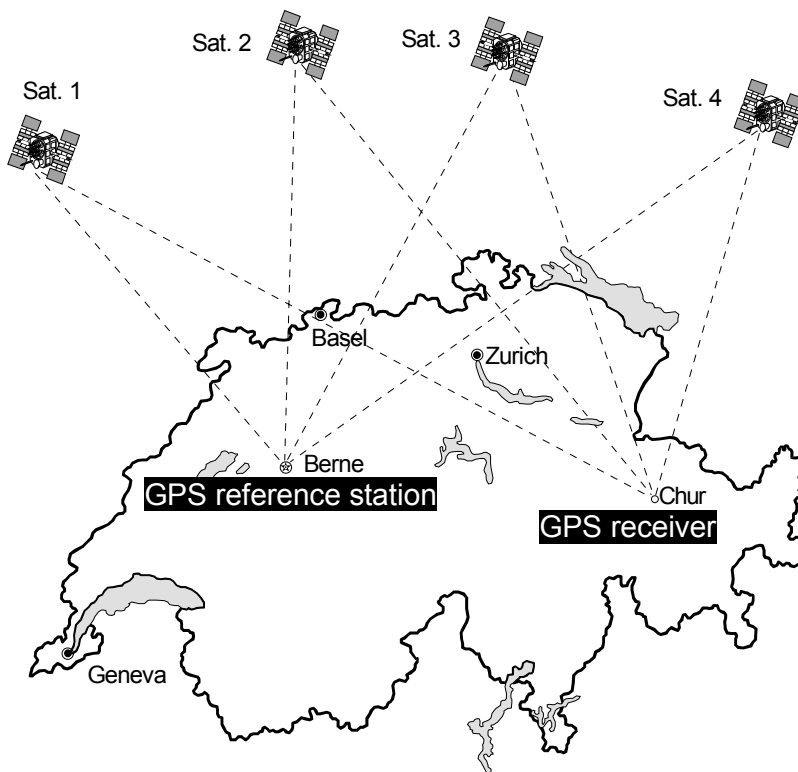 Sat. 2
Sat. 3
Sat. 1
Sat. 4
Basel
Zurich
Berne
GPS reference station
Chur
GPS receiver
Geneva